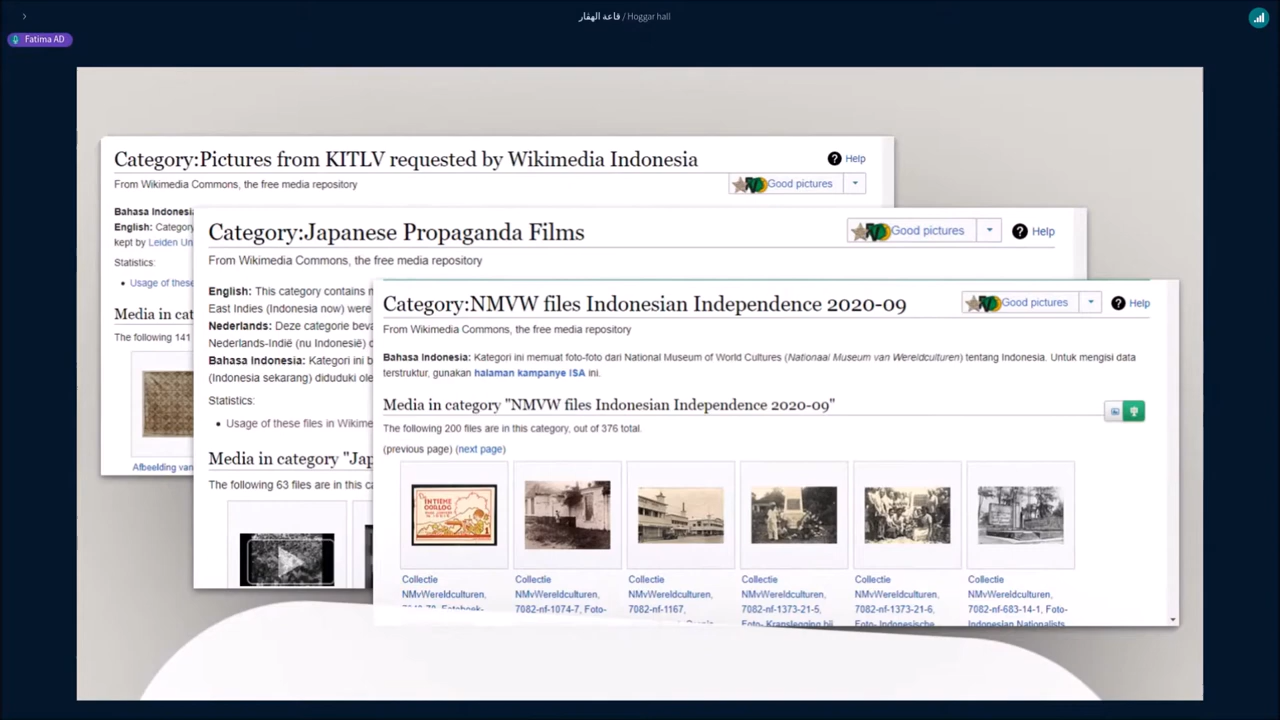 قاعة الهڨار / Hoggar hall
Fatima AD
Category:Pictures from KITLV requested by Wikimedia Indonesia
Help
From Wikimedia Commons, the free media repository
Good pictures
Bahasa Indonesia
English: Category
kept by Leiden Un
Statistics:
Usage of these
Media in cat
The following 141
Afbeelding van
Category:Japanese Propaganda Films
Good pictures
Help
From Wikimedia Commons, the free media repository
English: This category contains
East Indies (Indonesia now) were
Nederlands: Deze categorie beva
Nederlands-Indië (nu Indonesië)
Bahasa Indonesia: Kategori ini b
(Indonesia sekarang) diduduki ole
Statistics:
Usage of these files in Wikime
Media in category "Jap
The following 63 files are in this ca
Category:NMVW files Indonesian Independence 2020-09
Good pictures
Help
From Wikimedia Commons, the free media repository
Bahasa Indonesia: Kategori ini memuat foto-foto dari National Museum of World Cultures (Nationaal Museum van Wereldculturen) tentang Indonesia. Untuk mengisi data
terstruktur, gunakan halaman kampanye ISA ini.
Media in category "NMVW files Indonesian Independence 2020-09"
The following 200 files are in this category, out of 376 total.
(previous page) (next page)
INTIEME
OORLOG
Collectie
NMvWereldculturen,
Collectie
NMvWereldculturen,
7082-nf-1074-7, Foto-
Collectie
NMvWereldculturen,
7082-nf-1167,
Collectie
NMvWereldculturen,
7082-nf-1373-21-5,
Foto- Kranslegging bij
Collectie
NMvWereldculturen,
7082-nf-1373-21-6,
Foto- Indonesische
Collectie
NMvWereldculturen,
7082-nf-683-14-1, Foto-
Indonesian Nationalists